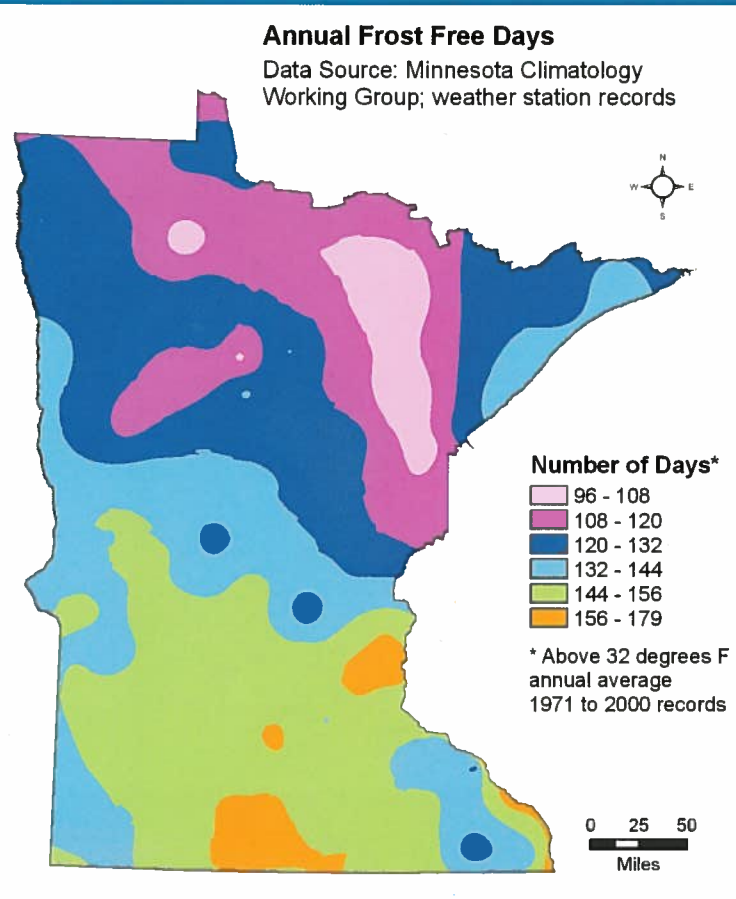 Annual Frost Free Days
Data Source: Minnesota Climatology
Working Group; weather station records
N
W E
S
Number of Days*
96 - 108
108 - 120
120 - 132
132 - 144
144 - 156
156 - 179
* Above 32 degrees F
annual average
1971 to 2000 records
0 25 50
Miles